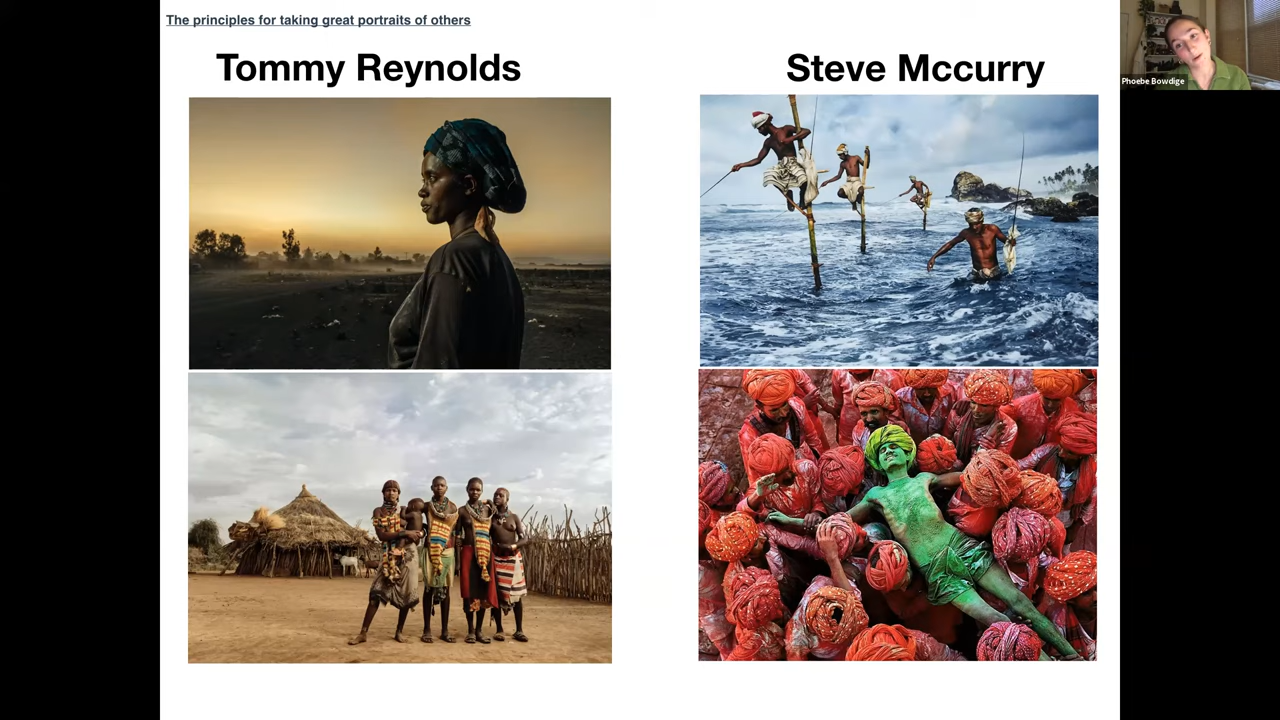 The principles for taking great portraits of others
Tommy Reynolds
Steve Mccurry
Phoebe Bowdige